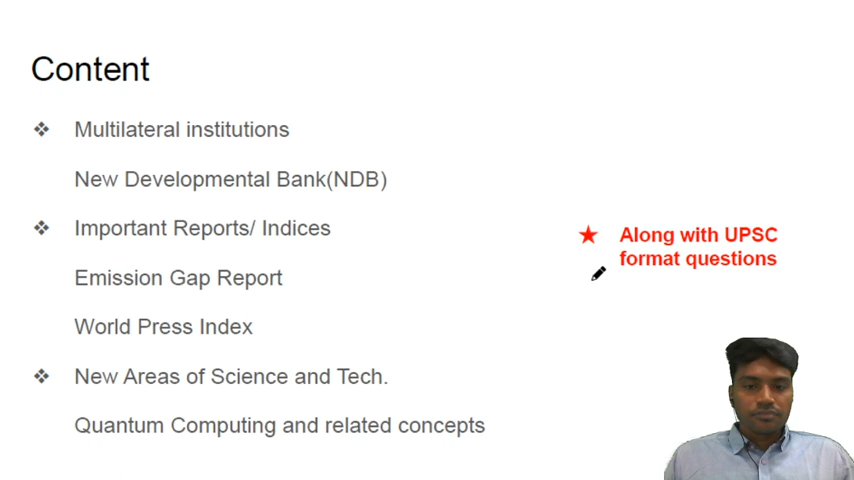 Content
❖ Multilateral institutions
New Developmental Bank(NDB)
❖ Important Reports/ Indices
Emission Gap Report
World Press Index
❖ New Areas of Science and Tech.
Quantum Computing and related concepts
★ Along with UPSC
format questions